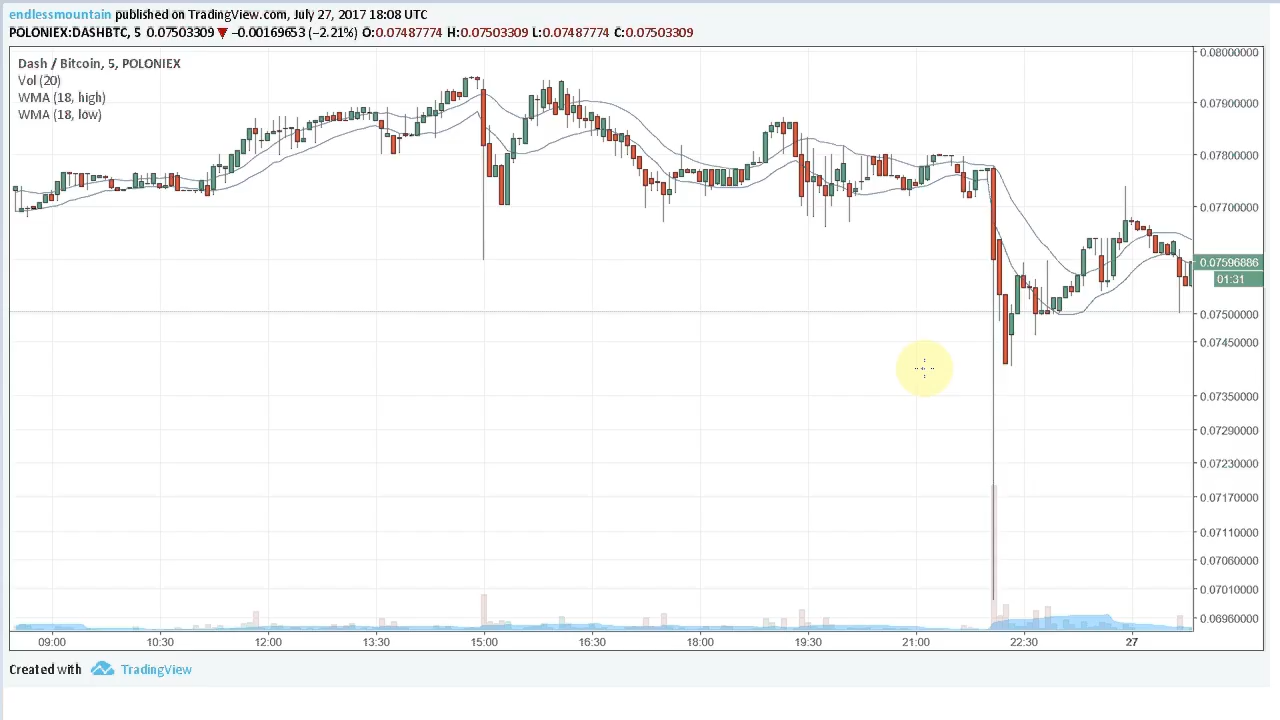 endlessmountain published on TradingView.com, July 27, 2017 18:08 UTC
POLONIEX:DASHBTC, 5 0.07503309 ▼ −0.00169653 (−2.21%) O:0.07487774 H:0.07503309 L:0.07487774 C:0.07503309
Dash / Bitcoin, 5, POLONIEX
Vol (20)
WMA (18, high)
WMA (18, low)
0.08000000
0.07900000
0.07800000
0.07700000
0.07596886
01:31
0.07500000
0.07450000
0.07350000
0.07290000
0.07230000
0.07170000
0.07110000
0.07060000
0.07010000
0.06960000
09:00 10:30 12:00 13:30 15:00 16:30 18:00 19:30 21:00 22:30 27
Created with TradingView